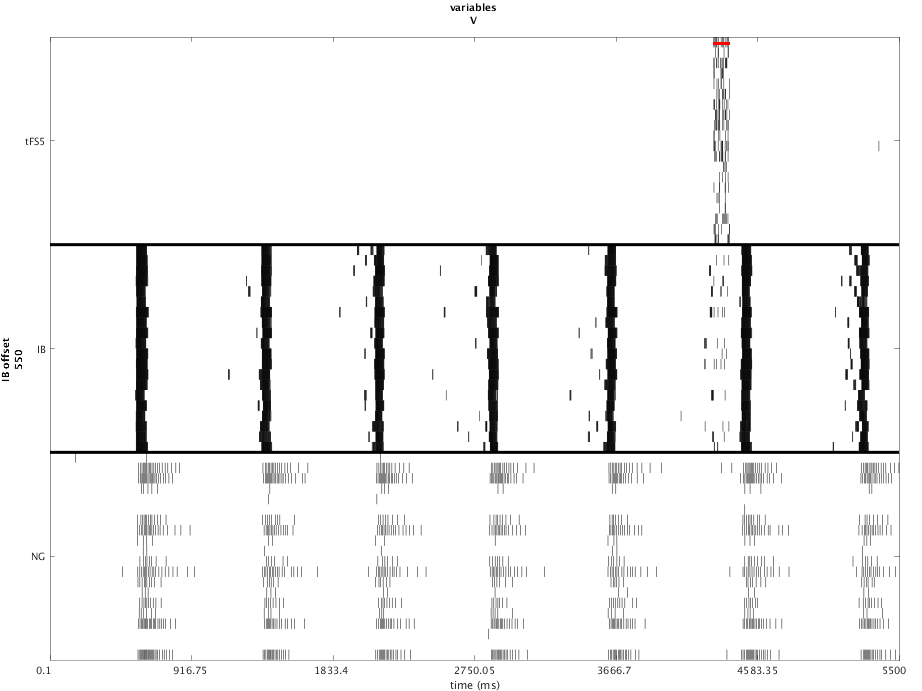 variables
V
tFS5
IB offset
550
IB
NG
0.1 916.75 1833.4 2750.05 3666.7 4583.35 5500
time (ms)